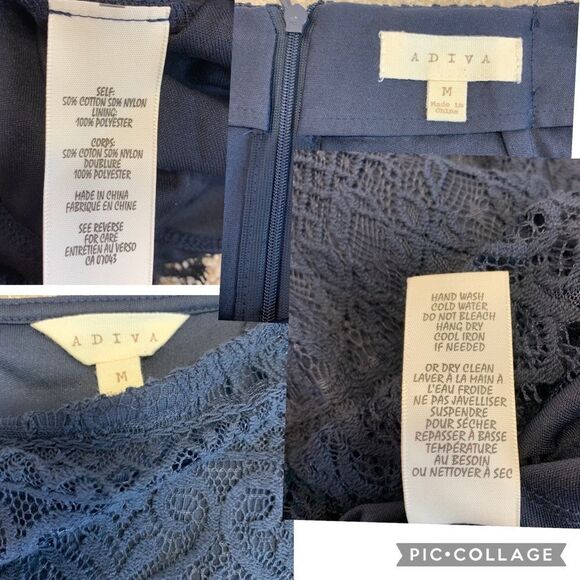 SELF:
50% COTTON 50% NYLON
LINING:
100% POLYESTER
CORPS:
50% COTON 50% NYLON
DOUBLURE
100% POLYESTER
MADE IN CHINA
FABRIQUE EN CHINE
SEE REVERSE
FOR CARE
ENTRETIEN AU VERSO
CA 07043
ADIVA
M
Made in
China
ADIVA
M
HAND WASH
COLD WATER
DO NOT BLEACH
HANG DRY
COOL IRON
IF NEEDED
OR DRY CLEAN
LAVER À LA MAIN À
L'EAU FROIDE
NE PAS JAVELLISER
SUSPENDRE
POUR SÉCHER
REPASSER À BASSE
TEMPÉRATURE
AU BESOIN
OU NETTOYER À SEC
PIC•COLLAGE